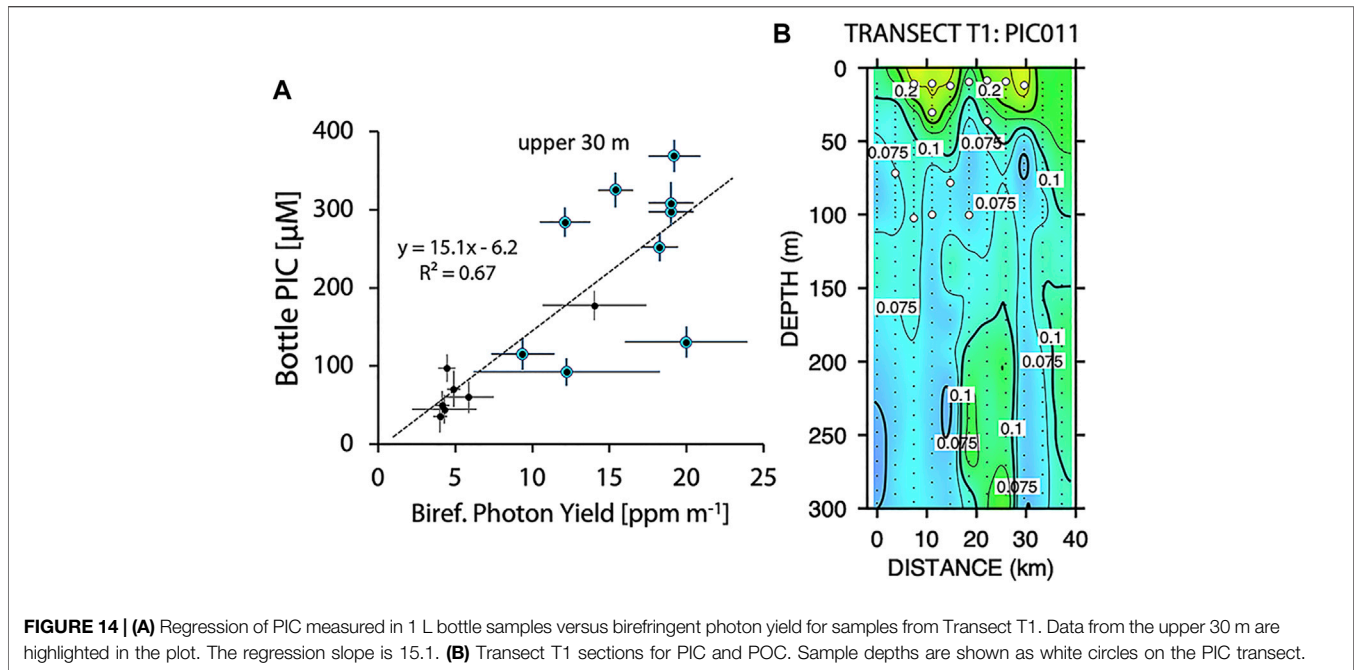 A
upper 30 m
y = 15.1x - 6.2
R² = 0.67
Bottle PIC [µM]
400
300
200
100
0
0 5 10 15 20 25
Biref. Photon Yield [ppm m⁻¹]
B
TRANSECT T1: PIC011
DEPTH (m)
0
50
100
150
200
250
300
0.2 0.2
0.075 0.1 0.075
0.1
0.075
0.075
0.1
0.075
0.1
0.1
0.075
0.075
0 10 20 30 40
DISTANCE (km)
FIGURE 14 | (A) Regression of PIC measured in 1 L bottle samples versus birefringent photon yield for samples from Transect T1. Data from the upper 30 m are
highlighted in the plot. The regression slope is 15.1. (B) Transect T1 sections for PIC and POC. Sample depths are shown as white circles on the PIC transect.